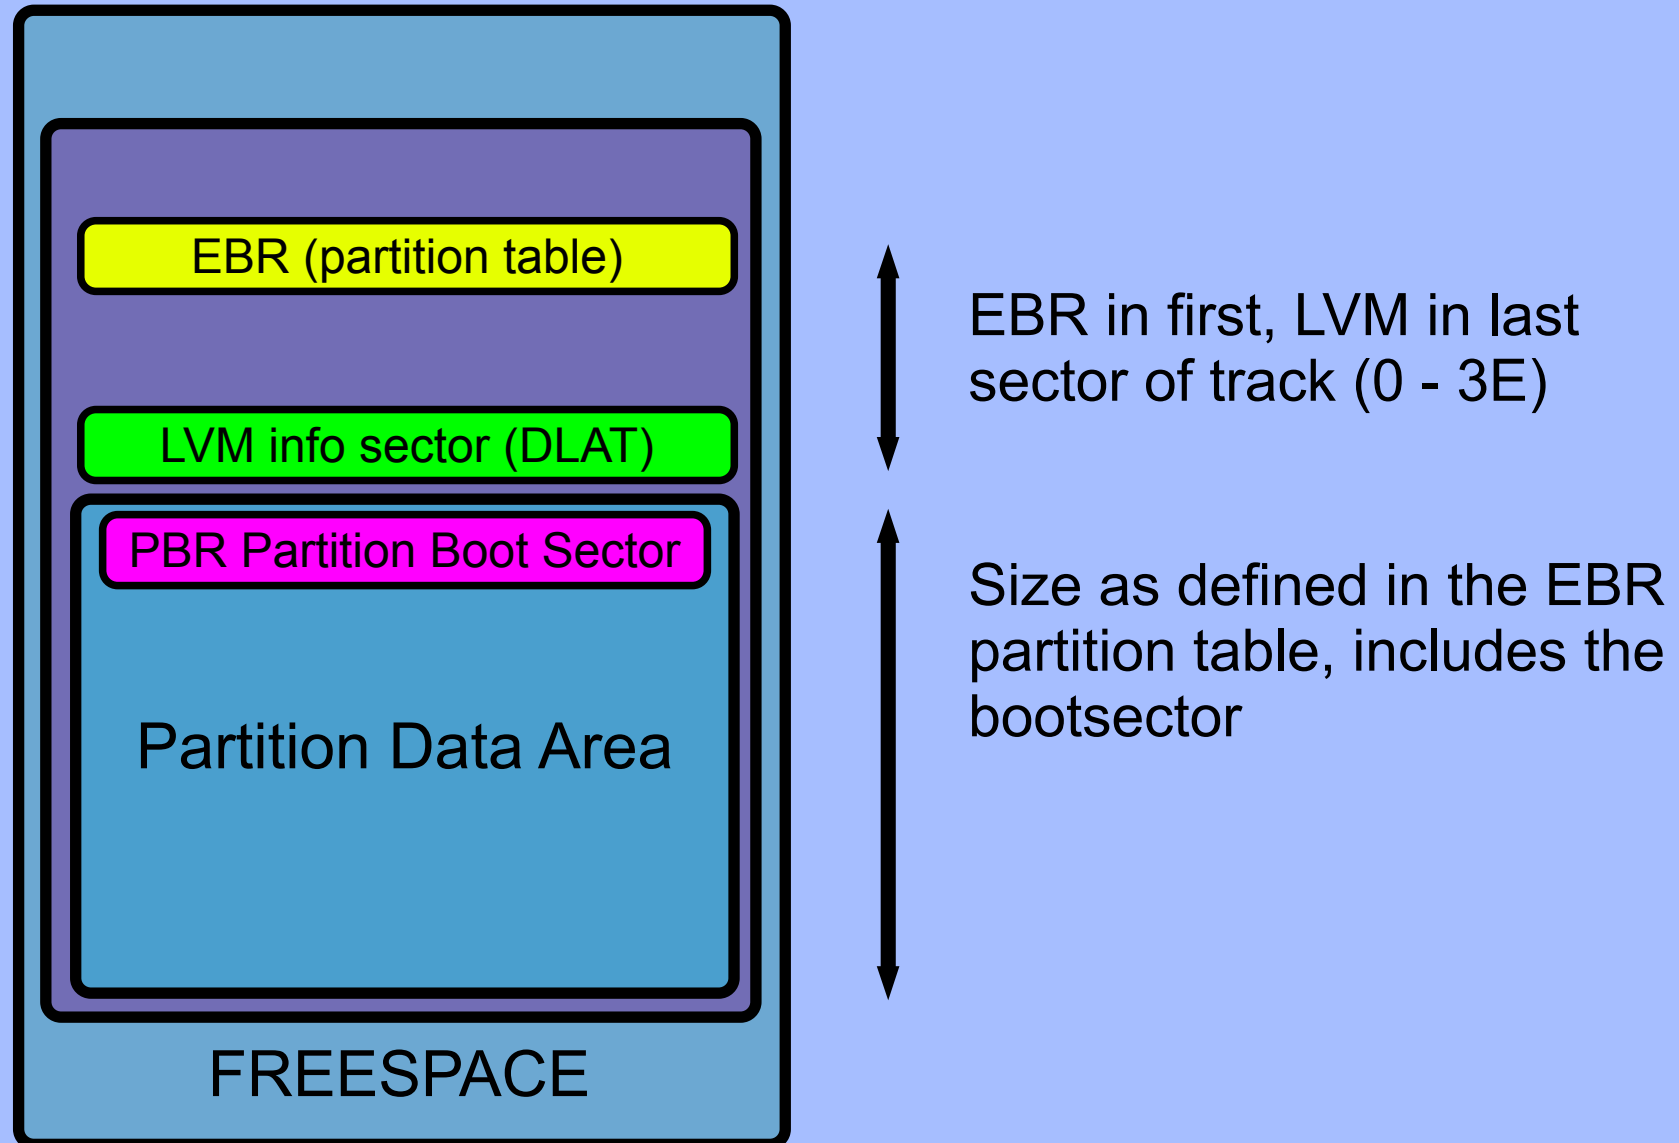 EBR (partition table)
LVM info sector (DLAT)
PBR Partition Boot Sector
Partition Data Area
FREESPACE
EBR in first, LVM in last
sector of track (0 - 3E)
Size as defined in the EBR
partition table, includes the
bootsector